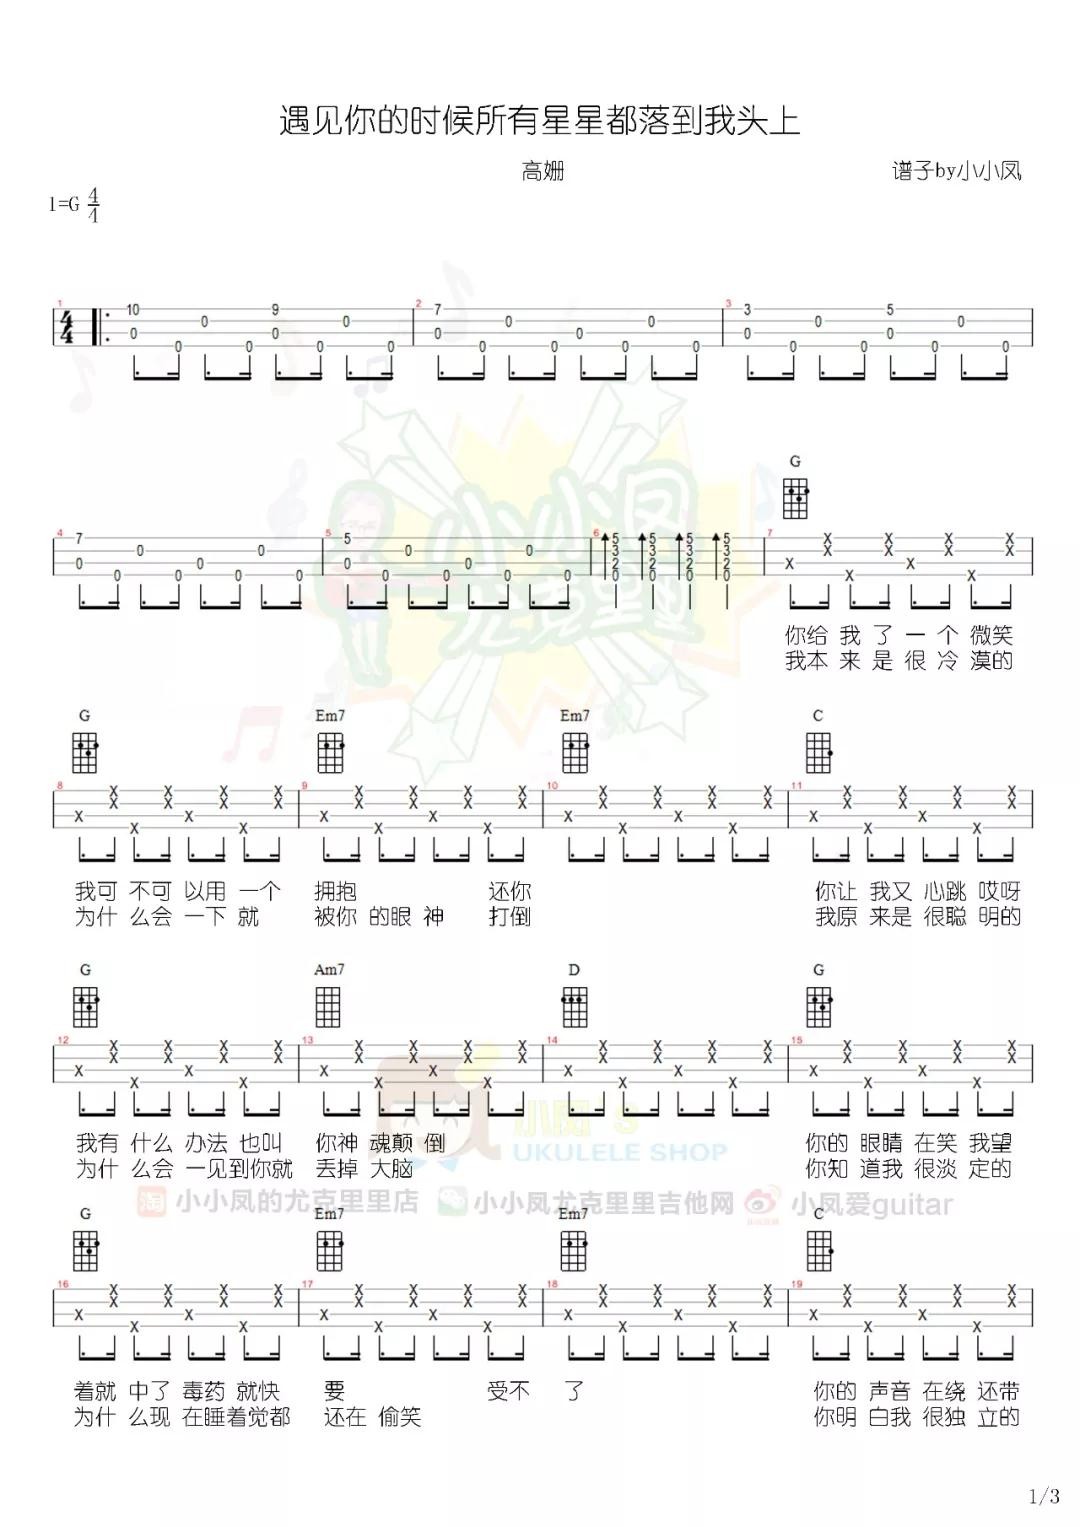 遇见你的时候所有星星都落到我头上
高姗
谱子by小小凤
1=G 4/4
1 10 0 0 0 9 0 0 0 2 7 0 0 0 0 0 0 0 3 3 0 0 0 5 0 0 0
G
4 7 0 0 0 0 0 0 0 5 5 0 0 0 0 0 0 0 6 5 3 2 0 5 3 2 0 5 3 2 0 5 3 2 0 7
小小凤
尤克里里
你给 我 了 一 个 微笑
我本 来 是 很 冷 漠的
G Em7 Em7 C
8 9 10 11
我可 不可 以用 一个 拥抱 还你 你让 我又 心跳 哎呀
为什 么会 一下 就 被你 的眼 神 打倒 我原 来是 很聪 明的
G Am7 D G
12 13 14 15
小凤's
UKULELE SHOP
我有 什么 办法 也叫 你神 魂颠 倒 你的 眼睛 在笑 我望
为什 么会 一见 到你就 丢掉 大脑 你知 道我 很淡 定的
淘 小小凤的尤克里里店 小小凤尤克里里吉他网 小凤爱guitar
G Em7 Em7 C
16 17 18 19
着就 中了 毒药 就快 要 受不 了 你的 声音 在绕 还带
为什 么现 在睡 着觉都 还在 偷笑 你明 白我 很独 立的
1/3